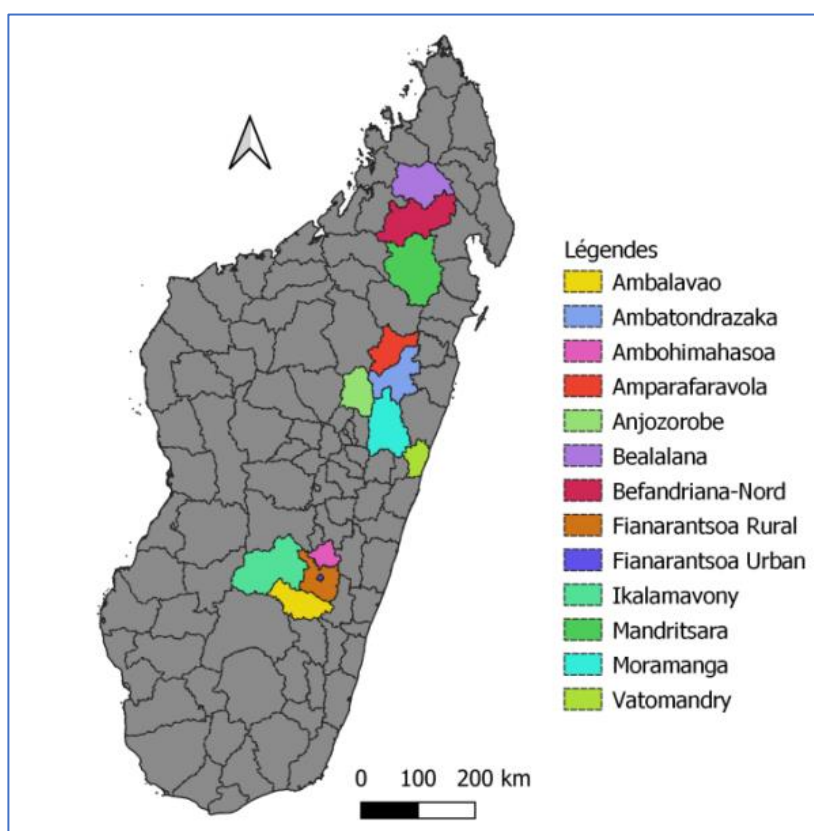 Légendes
Ambalavao
Ambatondrazaka
Ambohimahasoa
Amparafaravola
Anjozorobe
Bealalana
Befandriana-Nord
Fianarantsoa Rural
Fianarantsoa Urban
Ikalamavony
Mandritsara
Moramanga
Vatomandry
0 100 200 km